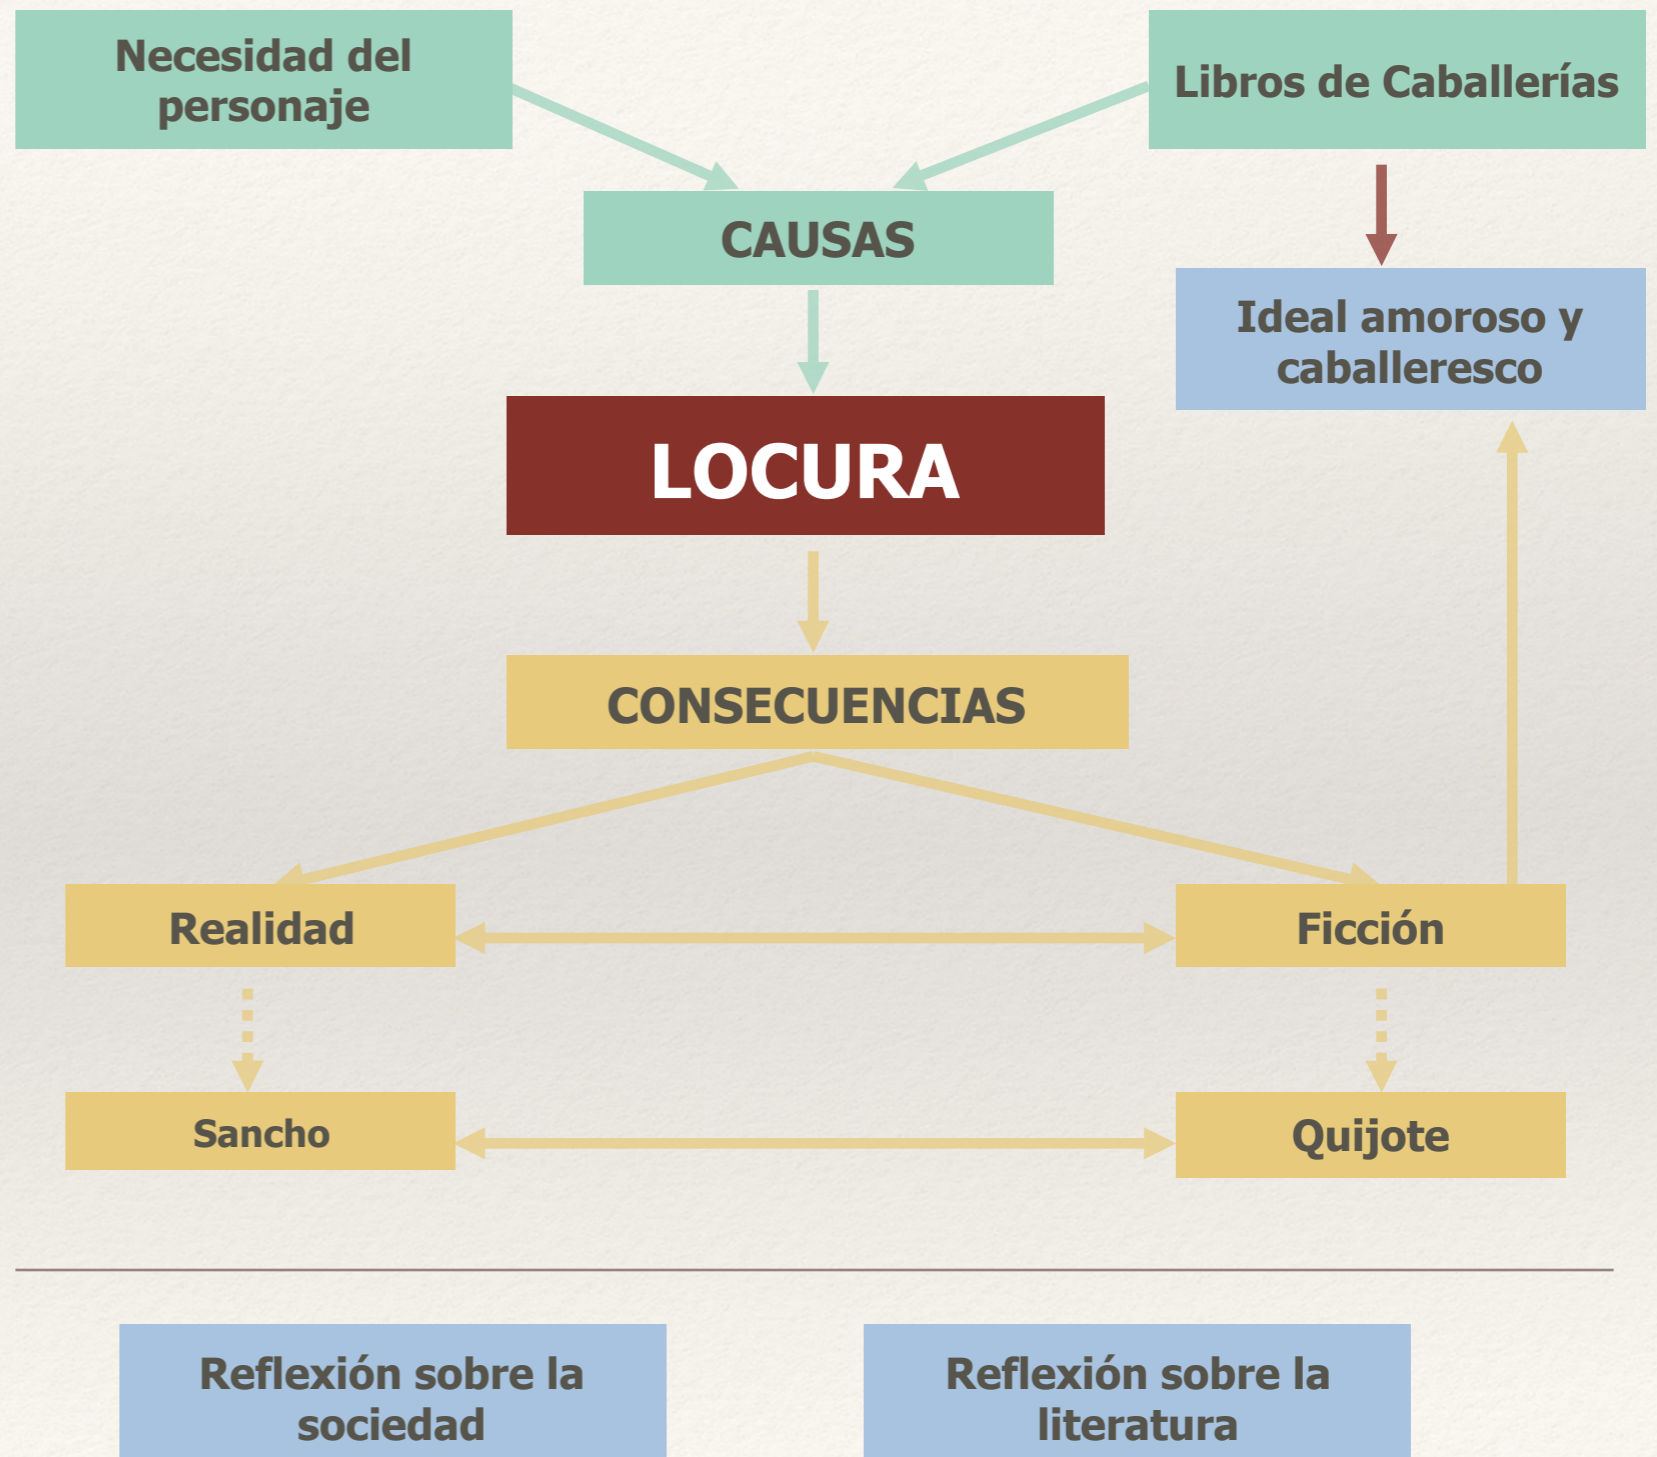 Necesidad del
personaje
Libros de Caballerías
CAUSAS
Ideal amoroso y
caballeresco
LOCURA
CONSECUENCIAS
Realidad
Ficción
Sancho
Quijote
Reflexión sobre la
sociedad
Reflexión sobre la
literatura